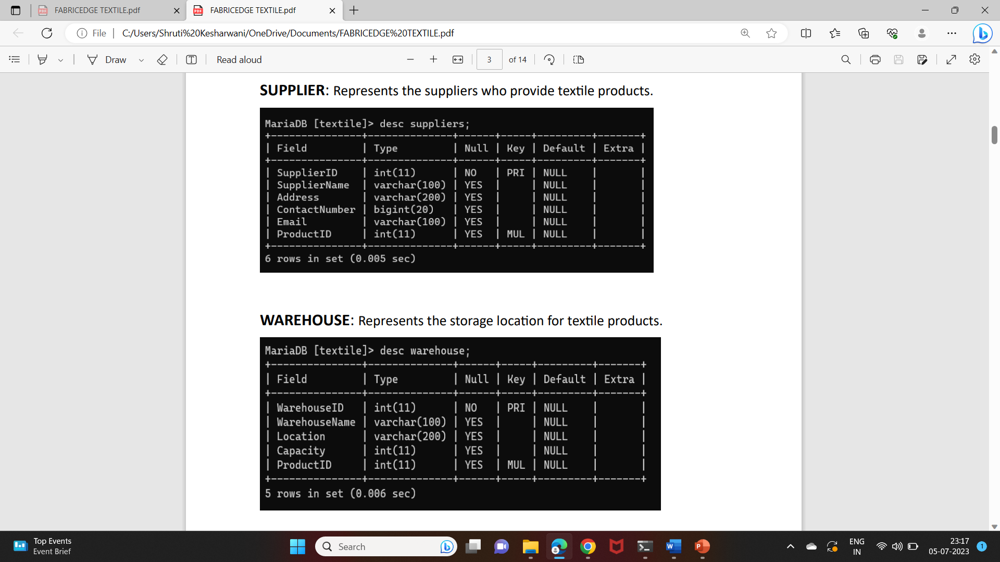 FABRICEDGE TEXTILE.pdf
FABRICEDGE TEXTILE.pdf
File
C:/Users/Shruti%20Kesharwani/OneDrive/Documents/FABRICEDGE%20TEXTILE.pdf
Draw
Read aloud
3 of 14
SUPPLIER: Represents the suppliers who provide textile products.
MariaDB [textile]> desc suppliers;
+---------------+--------------+------+-----+---------+-------+
| Field         | Type         | Null | Key | Default | Extra |
+---------------+--------------+------+-----+---------+-------+
| SupplierID    | int(11)      | NO   | PRI | NULL    |       |
| SupplierName  | varchar(100) | YES  |     | NULL    |       |
| Address       | varchar(200) | YES  |     | NULL    |       |
| ContactNumber | bigint(20)   | YES  |     | NULL    |       |
| Email         | varchar(100) | YES  |     | NULL    |       |
| ProductID     | int(11)      | YES  | MUL | NULL    |       |
+---------------+--------------+------+-----+---------+-------+
6 rows in set (0.005 sec)
WAREHOUSE: Represents the storage location for textile products.
MariaDB [textile]> desc warehouse;
+---------------+--------------+------+-----+---------+-------+
| Field         | Type         | Null | Key | Default | Extra |
+---------------+--------------+------+-----+---------+-------+
| WarehouseID   | int(11)      | NO   | PRI | NULL    |       |
| WarehouseName | varchar(100) | YES  |     | NULL    |       |
| Location      | varchar(200) | YES  |     | NULL    |       |
| Capacity      | int(11)      | YES  |     | NULL    |       |
| ProductID     | int(11)      | YES  | MUL | NULL    |       |
+---------------+--------------+------+-----+---------+-------+
5 rows in set (0.006 sec)
Top Events
Event Brief
Search
ENG
IN
23:17
05-07-2023
1